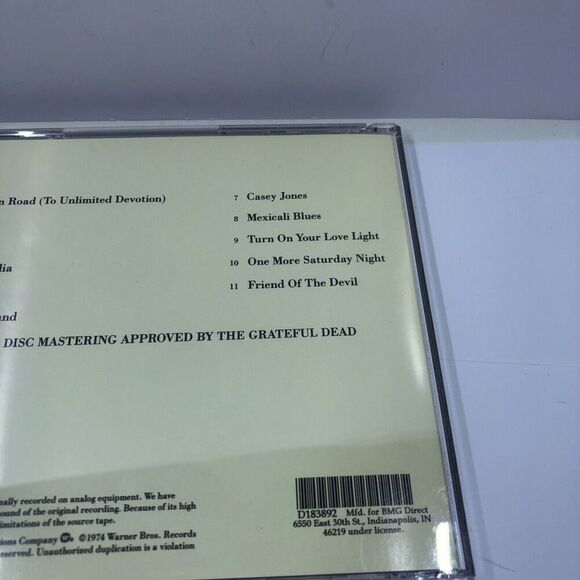 n Road (To Unlimited Devotion)
lia
and
7 Casey Jones
8 Mexicali Blues
9 Turn On Your Love Light
10 One More Saturday Night
11 Friend Of The Devil
DISC MASTERING APPROVED BY THE GRATEFUL DEAD
nally recorded on analog equipment. We have
ound of the original recording. Because of its high
limitations of the source tape.
tions Company ©1974 Warner Bros. Records
eserved. Unauthorized duplication is a violation
D183892 Mfd. for BMG Direct
6550 East 30th St., Indianapolis, IN
46219 under license.